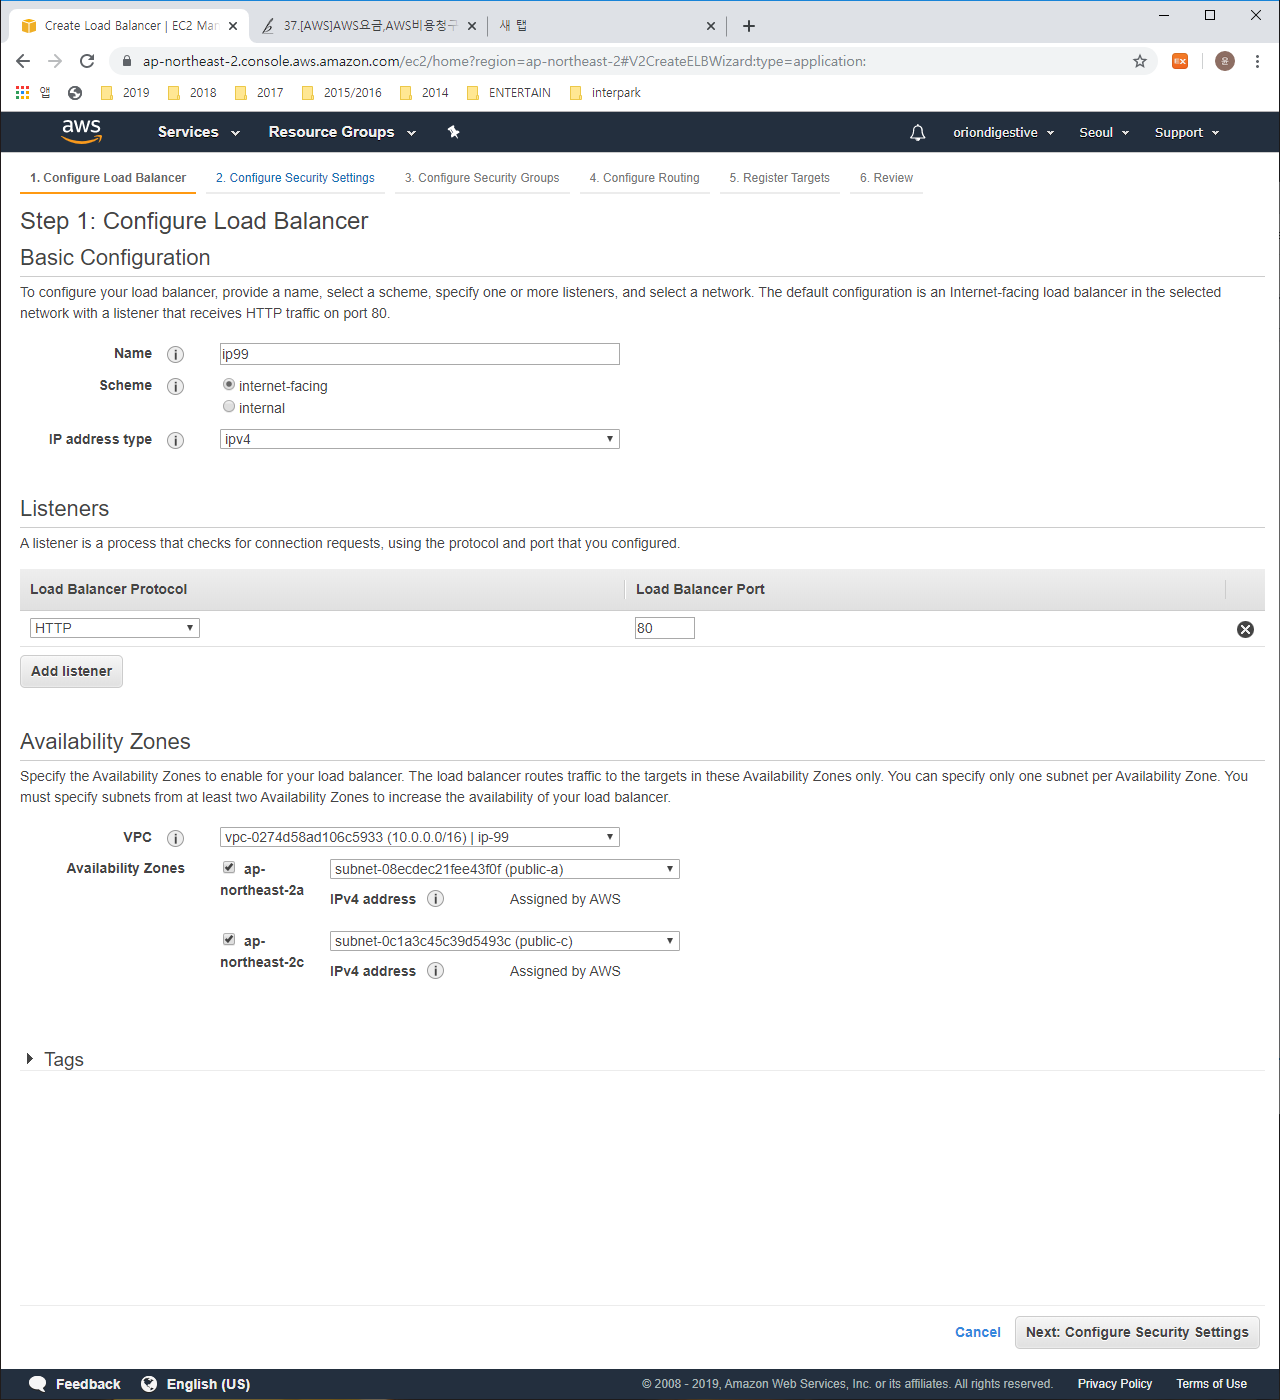 Create Load Balancer | EC2 Man
37.[AWS]AWS요금,AWS비용청구
새 탭
ap-northeast-2.console.aws.amazon.com/ec2/home?region=ap-northeast-2#V2CreateELBWizard:type=application:
윤
앱 2019 2018 2017 2015/2016 2014 ENTERTAIN interpark
aws Services Resource Groups oriondigestive Seoul Support
1. Configure Load Balancer 2. Configure Security Settings 3. Configure Security Groups 4. Configure Routing 5. Register Targets 6. Review
Step 1: Configure Load Balancer
Basic Configuration
To configure your load balancer, provide a name, select a scheme, specify one or more listeners, and select a network. The default configuration is an Internet-facing load balancer in the selected
network with a listener that receives HTTP traffic on port 80.
Name i ip99
Scheme i internet-facing
internal
IP address type i ipv4
Listeners
A listener is a process that checks for connection requests, using the protocol and port that you configured.
Load Balancer Protocol Load Balancer Port
HTTP 80
Add listener
Availability Zones
Specify the Availability Zones to enable for your load balancer. The load balancer routes traffic to the targets in these Availability Zones only. You can specify only one subnet per Availability Zone. You
must specify subnets from at least two Availability Zones to increase the availability of your load balancer.
VPC i vpc-0274d58ad106c5933 (10.0.0.0/16) | ip-99
Availability Zones ap- subnet-08ecdec21fee43f0f (public-a)
northeast-2a IPv4 address i Assigned by AWS
ap- subnet-0c1a3c45c39d5493c (public-c)
northeast-2c IPv4 address i Assigned by AWS
Tags
Cancel Next: Configure Security Settings
Feedback English (US) © 2008 - 2019, Amazon Web Services, Inc. or its affiliates. All rights reserved. Privacy Policy Terms of Use